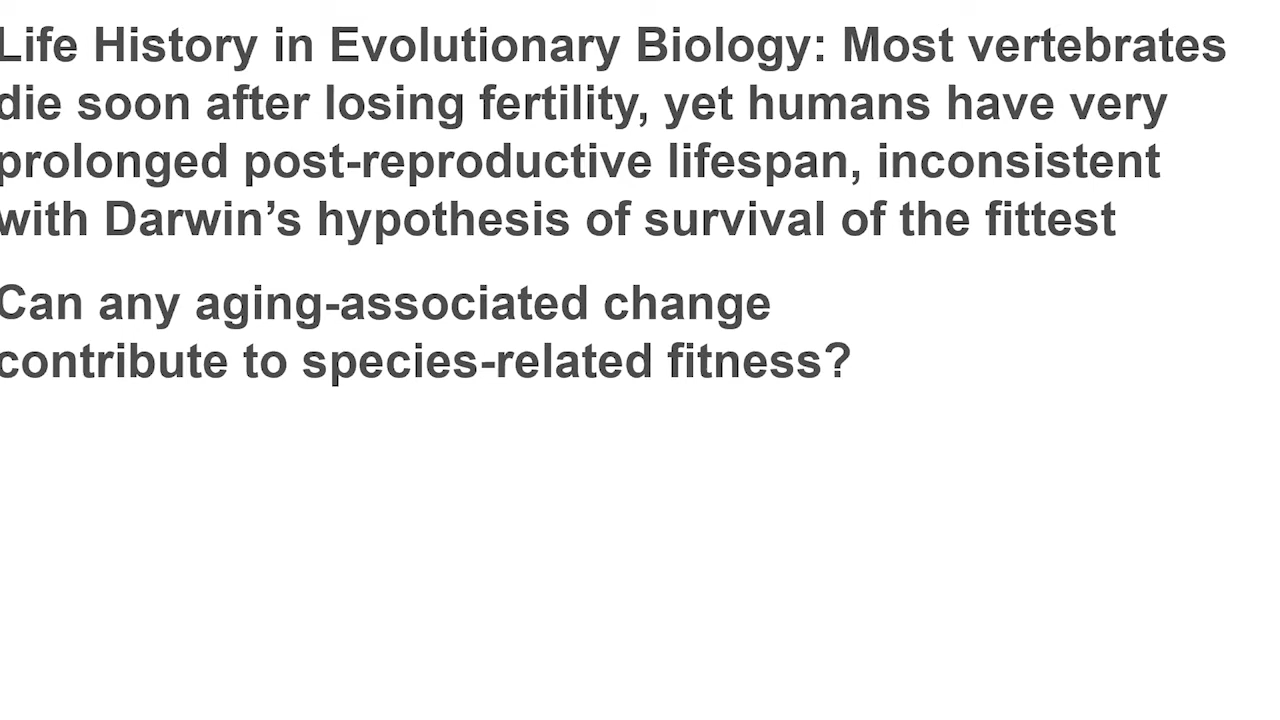 Life History in Evolutionary Biology: Most vertebrates
die soon after losing fertility, yet humans have very
prolonged post-reproductive lifespan, inconsistent
with Darwin’s hypothesis of survival of the fittest
Can any aging-associated change
contribute to species-related fitness?